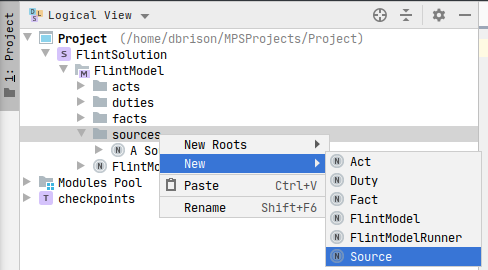 Logical View
1: Project
Project (/home/dbrison/MPSProjects/Project)
FlintSolution
FlintModel
acts
duties
facts
sources
A So
FlintMo
Modules Pool
checkpoints
New Roots
New
Paste Ctrl+V
Rename Shift+F6
N Act
N Duty
N Fact
N FlintModel
N FlintModelRunner
N Source